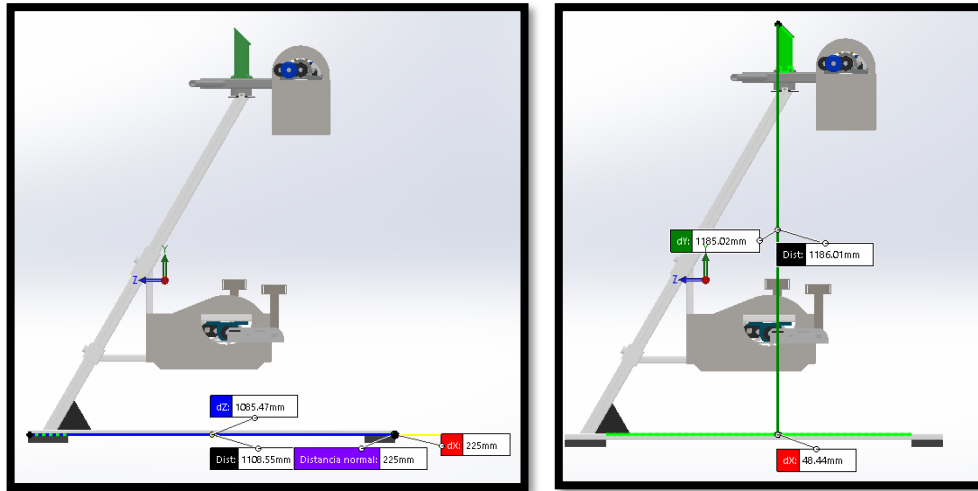 Y
Z
dZ: 1085.47mm
Dist: 1108.55mm
Distancia normal: 225mm
dX: 225mm
dY: 1185.02mm
Dist: 1186.01mm
Y
Z
dX: 48.44mm